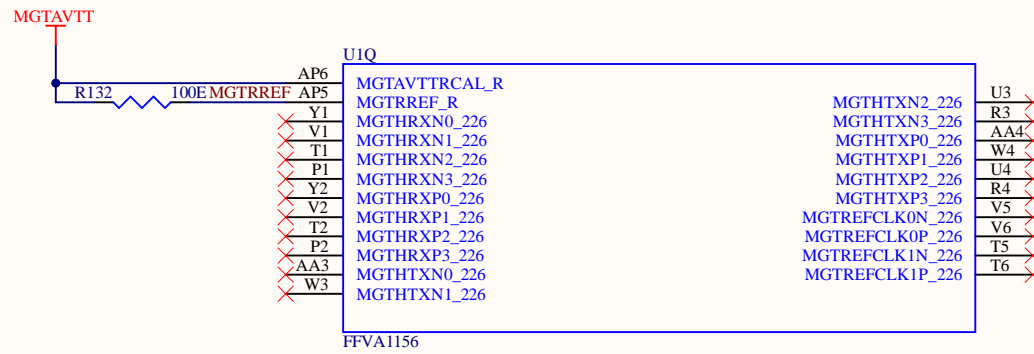 MGTAVTT
U1Q
AP6 MGTAVTTRCAL_R
R132 100E MGTRREF AP5 MGTRREF_R MGTHTXN2_226 U3
Y1 MGTHRXN0_226 MGTHTXN3_226 R3
V1 MGTHRXN1_226 MGTHTXP0_226 AA4
T1 MGTHRXN2_226 MGTHTXP1_226 W4
P1 MGTHRXN3_226 MGTHTXP2_226 U4
Y2 MGTHRXP0_226 MGTHTXP3_226 R4
V2 MGTHRXP1_226 MGTREFCLK0N_226 V5
T2 MGTHRXP2_226 MGTREFCLK0P_226 V6
P2 MGTHRXP3_226 MGTREFCLK1N_226 T5
AA3 MGTHTXN0_226 MGTREFCLK1P_226 T6
W3 MGTHTXN1_226
FFVA1156